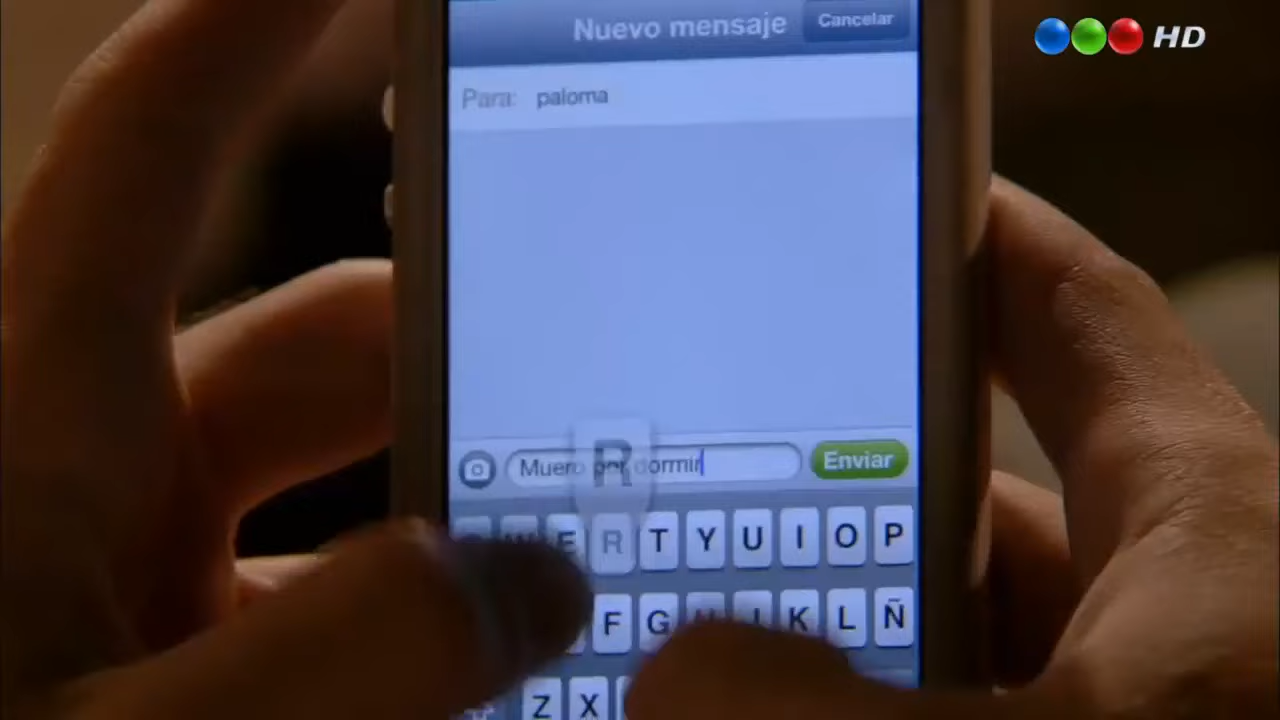 HD
Nuevo mensaje
Cancelar
Para: paloma
R
Muero por dormir
Enviar
E R T Y U I O P
F G H J K L Ñ
Z X